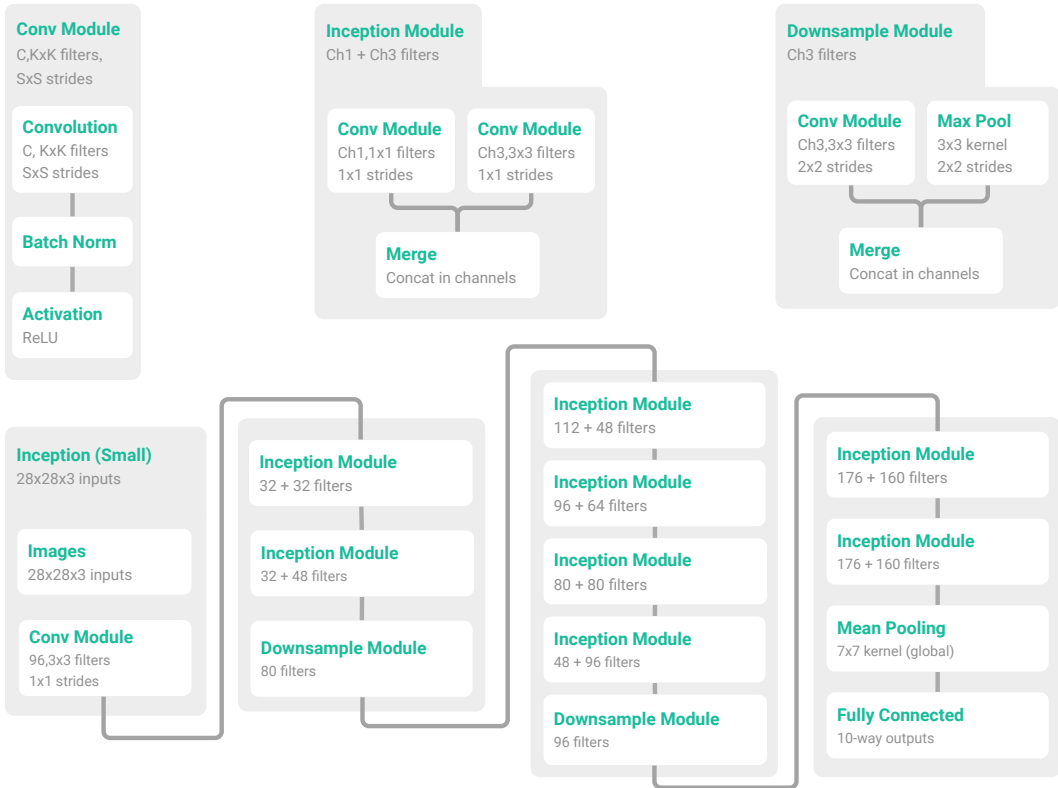 Conv Module
C,KxK filters,
SxS strides
Convolution
C, KxK filters
SxS strides
Batch Norm
Activation
ReLU
Inception Module
Ch1 + Ch3 filters
Conv Module
Ch1,1x1 filters
1x1 strides
Conv Module
Ch3,3x3 filters
1x1 strides
Merge
Concat in channels
Downsample Module
Ch3 filters
Conv Module
Ch3,3x3 filters
2x2 strides
Max Pool
3x3 kernel
2x2 strides
Merge
Concat in channels
Inception (Small)
28x28x3 inputs
Images
28x28x3 inputs
Conv Module
96,3x3 filters
1x1 strides
Inception Module
32 + 32 filters
Inception Module
32 + 48 filters
Downsample Module
80 filters
Inception Module
112 + 48 filters
Inception Module
96 + 64 filters
Inception Module
80 + 80 filters
Inception Module
48 + 96 filters
Downsample Module
96 filters
Inception Module
176 + 160 filters
Inception Module
176 + 160 filters
Mean Pooling
7x7 kernel (global)
Fully Connected
10-way outputs